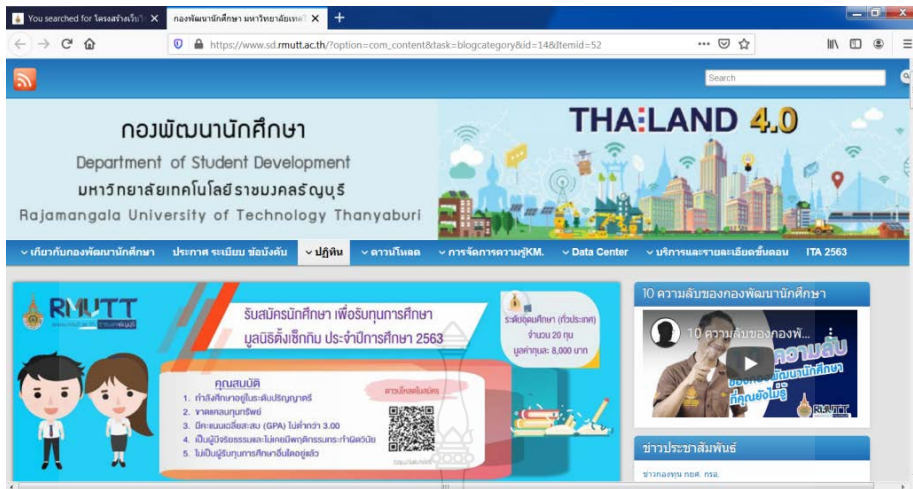 You searched for โครงสร้างเว็บไ
กองพัฒนานักศึกษา มหาวิทยาลัยเทคโ
https://www.sd.rmutt.ac.th/?option=com_content&task=blogcategory&id=14&Itemid=52
Search
กองพัฒนานักศึกษา
Department of Student Development
มหาวิทยาลัยเทคโนโลยีราชมงคลธัญบุรี
Rajamangala University of Technology Thanyaburi
THAILAND 4.0
เกี่ยวกับกองพัฒนานักศึกษา ประกาศ ระเบียบ ข้อบังคับ ปฏิทิน ดาวน์โหลด การจัดการความรู้KM. Data Center บริการและรายละเอียดขั้นตอน ITA 2563
RMUTT
รับสมัครนักศึกษา เพื่อรับทุนการศึกษา
มูลนิธิตั้งเซ็กกิม ประจำปีการศึกษา 2563
ระดับอุดมศึกษา (ทั่วประเทศ)
จำนวน 20 ทุน
มูลค่าทุนละ 8,000 บาท
คุณสมบัติ
1. กำลังศึกษาอยู่ในระดับปริญญาตรี
2. ขาดแคลนทุนทรัพย์
3. มีคะแนนเฉลี่ยสะสม (GPA) ไม่ต่ำกว่า 3.00
4. เป็นผู้มีจริยธรรมและไม่เคยมีพฤติกรรมกระทำผิดวินัย
5. ไม่เป็นผู้รับทุนการศึกษาอื่นใดอยู่แล้ว
ดาวน์โหลดใบสมัคร
10 ความลับของกองพัฒนานักศึกษา
10 ความลับของกองพั...
ความลับ
ของกองพัฒนานักศึกษา
ที่คุณยังไม่รู้
RMUTT
ข่าวประชาสัมพันธ์
ข่าวกองทุน กยศ. กรอ.